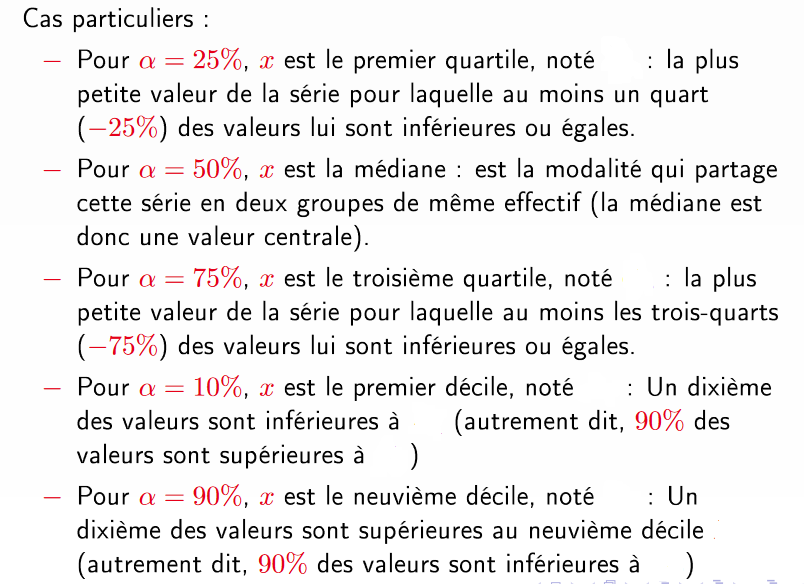 Cas particuliers :
− Pour α = 25%, x est le premier quartile, noté : la plus
petite valeur de la série pour laquelle au moins un quart
(−25%) des valeurs lui sont inférieures ou égales.
− Pour α = 50%, x est la médiane : est la modalité qui partage
cette série en deux groupes de même effectif (la médiane est
donc une valeur centrale).
− Pour α = 75%, x est le troisième quartile, noté : la plus
petite valeur de la série pour laquelle au moins les trois-quarts
(−75%) des valeurs lui sont inférieures ou égales.
− Pour α = 10%, x est le premier décile, noté : Un dixième
des valeurs sont inférieures à (autrement dit, 90% des
valeurs sont supérieures à )
− Pour α = 90%, x est le neuvième décile, noté : Un
dixième des valeurs sont supérieures au neuvième décile
(autrement dit, 90% des valeurs sont inférieures à )